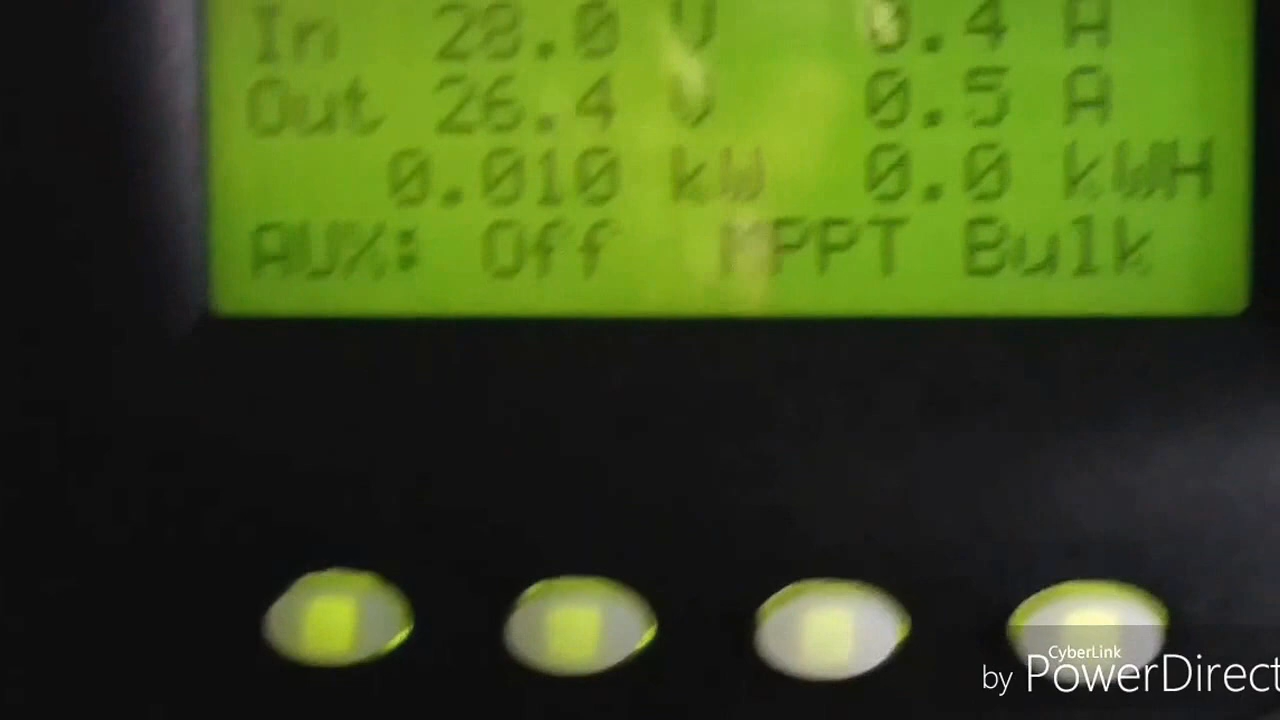 In 28.0 V 0.4 A
Out 26.4 V 0.5 A
0.010 kW 0.0 kWH
AUX: Off MPPT Bulk
CyberLink
by PowerDirect